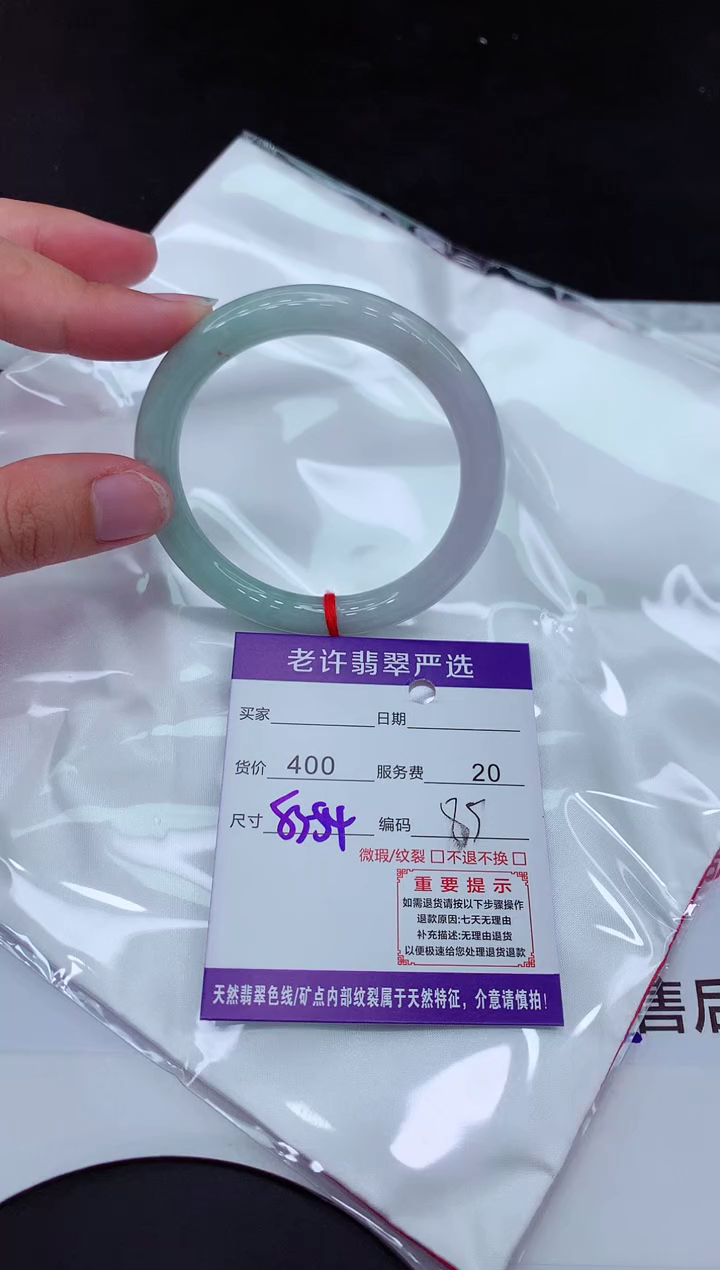 老许翡翠严选
买家 日期
货价 400 服务费 20
尺寸 编码 85
微瑕/纹裂 □不退不换 □
重要提示
如需退货请按以下步骤操作
退款原因:七天无理由
补充描述:无理由退货
以便极速给您处理退货退款
天然翡翠色线/矿点内部纹裂属于天然特征，介意请慎拍！
售后